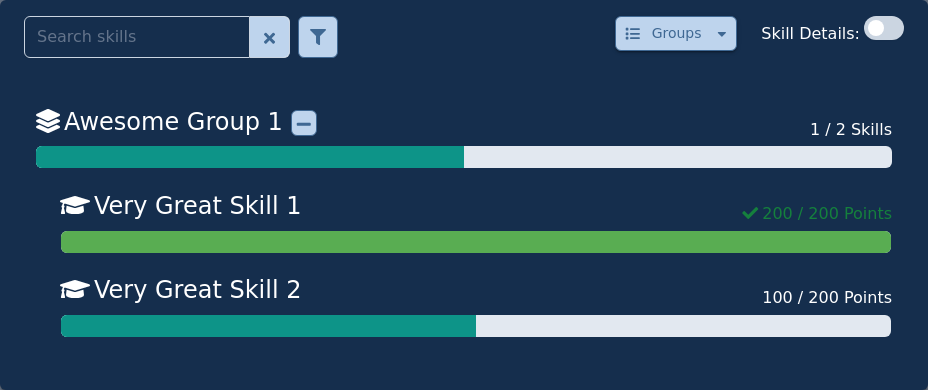 Search skills
Groups
Skill Details:
Awesome Group 1
1 / 2 Skills
Very Great Skill 1
200 / 200 Points
Very Great Skill 2
100 / 200 Points